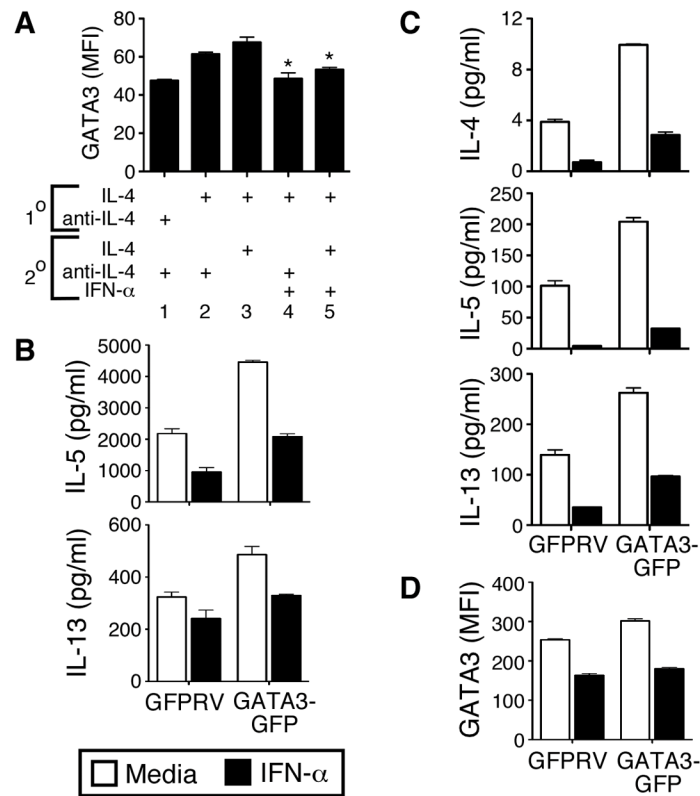 A
GATA3 (MFI)
80
60
40
20
0
* *
1º
IL-4 + + + +
anti-IL-4 +
2º
IL-4 + +
anti-IL-4 + + +
IFN-α + +
1 2 3 4 5
B
IL-5 (pg/ml)
5000
4000
3000
2000
1000
0
IL-13 (pg/ml)
600
400
200
0
GFPRV GATA3-
GFP
Media IFN-α
C
IL-4 (pg/ml)
12
8
4
0
IL-5 (pg/ml)
250
200
150
100
50
0
IL-13 (pg/ml)
300
200
100
0
GFPRV GATA3-
GFP
D
GATA3 (MFI)
400
300
200
100
0
GFPRV GATA3-
GFP